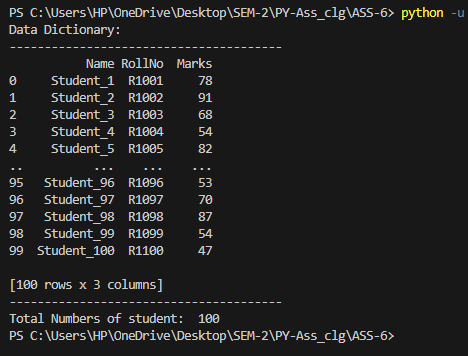 PS C:\Users\HP\OneDrive\Desktop\SEM-2\PY-Ass_clg\ASS-6> python -u
Data Dictionary:
---------------------------------------
           Name RollNo  Marks
0     Student_1  R1001     78
1     Student_2  R1002     91
2     Student_3  R1003     68
3     Student_4  R1004     54
4     Student_5  R1005     82
..          ...    ...    ...
95   Student_96  R1096     53
96   Student_97  R1097     70
97   Student_98  R1098     87
98   Student_99  R1099     54
99  Student_100  R1100     47
[100 rows x 3 columns]
---------------------------------------
Total Numbers of student:  100
PS C:\Users\HP\OneDrive\Desktop\SEM-2\PY-Ass_clg\ASS-6>